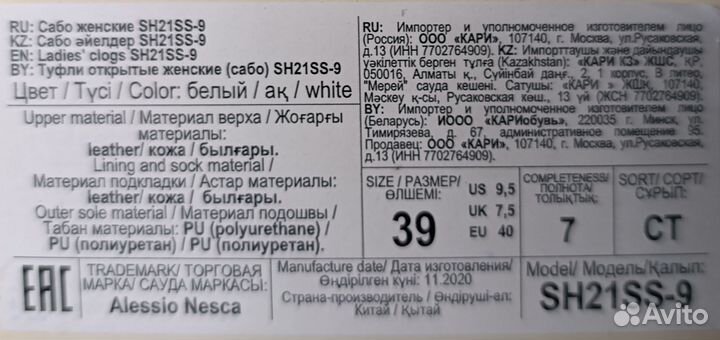 RU: Сабо женские SH21SS-9
KZ: Сабо әйелдер SH21SS-9
EN: Ladies' clogs SH21SS-9
BY: Туфли открытые женские (сабо) SH21SS-9
Цвет / Түсі / Color: белый / ақ / white
Upper material / Материал верха / Жоғарғы
материалы:
leather/ кожа / былғары.
Lining and sock material /
Материал подкладки / Астар материалы:
leather/ кожа / былғары.
Outer sole material / Материал подошвы /
Табан материалы: PU (polyurethane) /
PU (полиуретан) / PU (полиуретан).
RU: Импортер и уполномоченное изготовителем лицо
(Россия): ООО «КАРИ», 107140, г. Москва, ул.Русаковская,
д.13 (ИНН 7702764909). KZ: Импорттаушы және дайындаушы
уәкілеттік берген тұлға (Kazakhstan): «КАРИ КЗ» ЖШС, КР,
050016, Алматы қ., Суйінбай даңғ., 2, 1 корпус, В литер,
"Мерей" сауда кешені. Сатушы: «КАРИ » ЖШҚ, 107140,
Мәскеу қ-сы, Русаковская көш., 13 үй (ЖСН 7702764909)
BY: Импортер и уполномоченное изготовителем лицо
(Беларусь): ИООО «КАРИобувь», 220035 г. Минск, ул.
Тимирязева, д. 67, административное помещение 95.
Продавец: ООО «КАРИ», 107140, г. Москва, ул.Русаковская,
д.13 (ИНН 7702764909).
SIZE / РАЗМЕР/
ӨЛШЕМІ:
39
US 9,5
UK 7,5
EU 40
COMPLETENESS/
ПОЛНОТА/
ТОЛЫҚТЫҚ:
7
SORT/ СОРТ/
СҰРЫП:
СТ
EAC
TRADEMARK/ ТОРГОВАЯ
МАРКА/ САУДА МАРКАСЫ:
Alessio Nesca
Manufacture date/ Дата изготовления/
Өндірілген күні: 11.2020
Страна-производитель / Өндіруші-ел:
Китай / Қытай
Model/ Модель/Қалып:
SH21SS-9
Avito